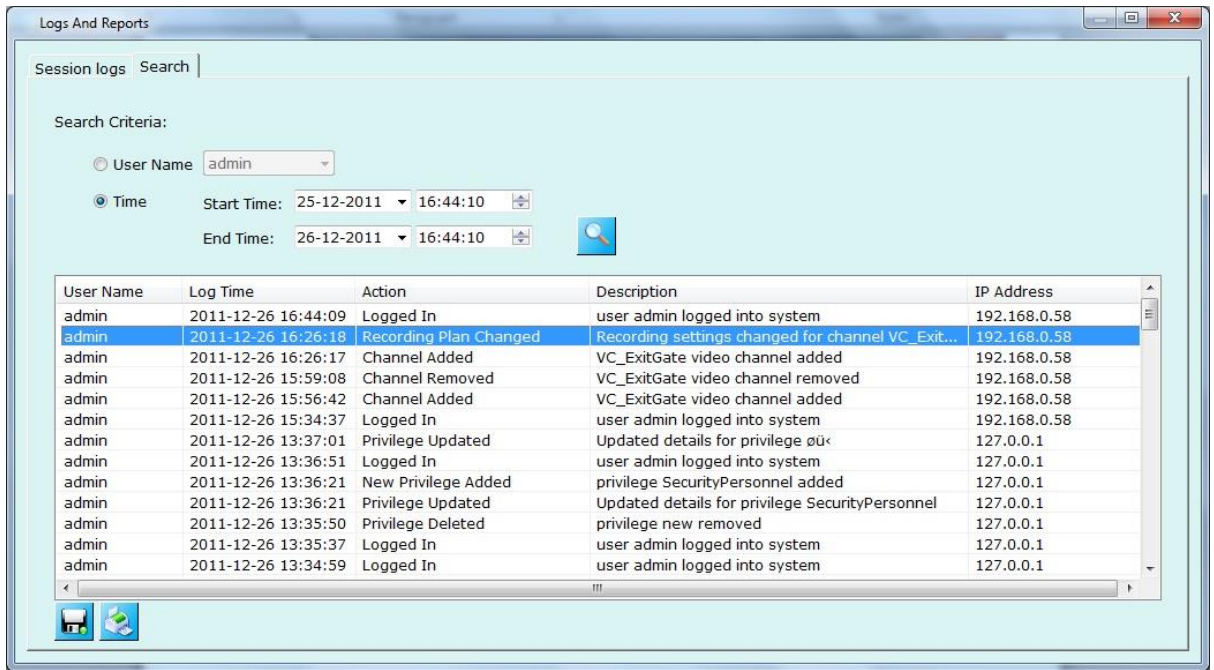 Logs And Reports
Session logs Search
Search Criteria:
User Name admin
Time Start Time: 25-12-2011 16:44:10
End Time: 26-12-2011 16:44:10
User Name Log Time Action Description IP Address
admin 2011-12-26 16:44:09 Logged In user admin logged into system 192.168.0.58
admin 2011-12-26 16:26:18 Recording Plan Changed Recording settings changed for channel VC_Exit... 192.168.0.58
admin 2011-12-26 16:26:17 Channel Added VC_ExitGate video channel added 192.168.0.58
admin 2011-12-26 15:59:08 Channel Removed VC_ExitGate video channel removed 192.168.0.58
admin 2011-12-26 15:56:42 Channel Added VC_ExitGate video channel added 192.168.0.58
admin 2011-12-26 15:34:37 Logged In user admin logged into system 192.168.0.58
admin 2011-12-26 13:37:01 Privilege Updated Updated details for privilege øü‹ 127.0.0.1
admin 2011-12-26 13:36:51 Logged In user admin logged into system 127.0.0.1
admin 2011-12-26 13:36:21 New Privilege Added privilege SecurityPersonnel added 127.0.0.1
admin 2011-12-26 13:36:21 Privilege Updated Updated details for privilege SecurityPersonnel 127.0.0.1
admin 2011-12-26 13:35:50 Privilege Deleted privilege new removed 127.0.0.1
admin 2011-12-26 13:35:37 Logged In user admin logged into system 127.0.0.1
admin 2011-12-26 13:34:59 Logged In user admin logged into system 127.0.0.1